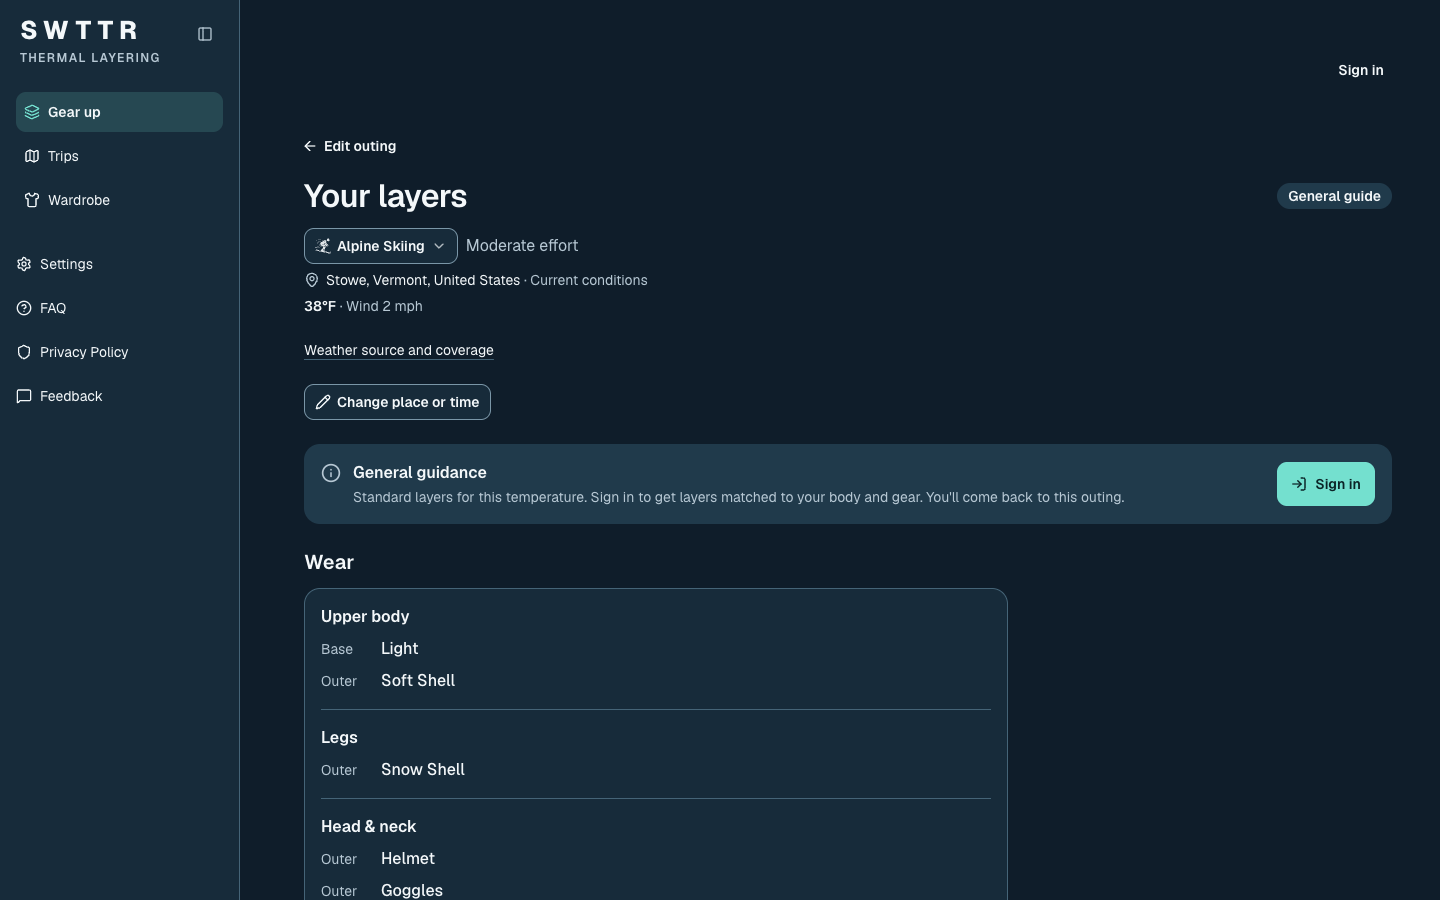 SWTTR
THERMAL LAYERING
Gear up
Trips
Wardrobe
Settings
FAQ
Privacy Policy
Feedback
Sign in
Edit outing
Your layers
General guide
Alpine Skiing
Moderate effort
Stowe, Vermont, United States · Current conditions
38°F · Wind 2 mph
Weather source and coverage
Change place or time
General guidance
Standard layers for this temperature. Sign in to get layers matched to your body and gear. You'll come back to this outing.
Sign in
Wear
Upper body
Base Light
Outer Soft Shell
Legs
Outer Snow Shell
Head & neck
Outer Helmet
Outer Goggles